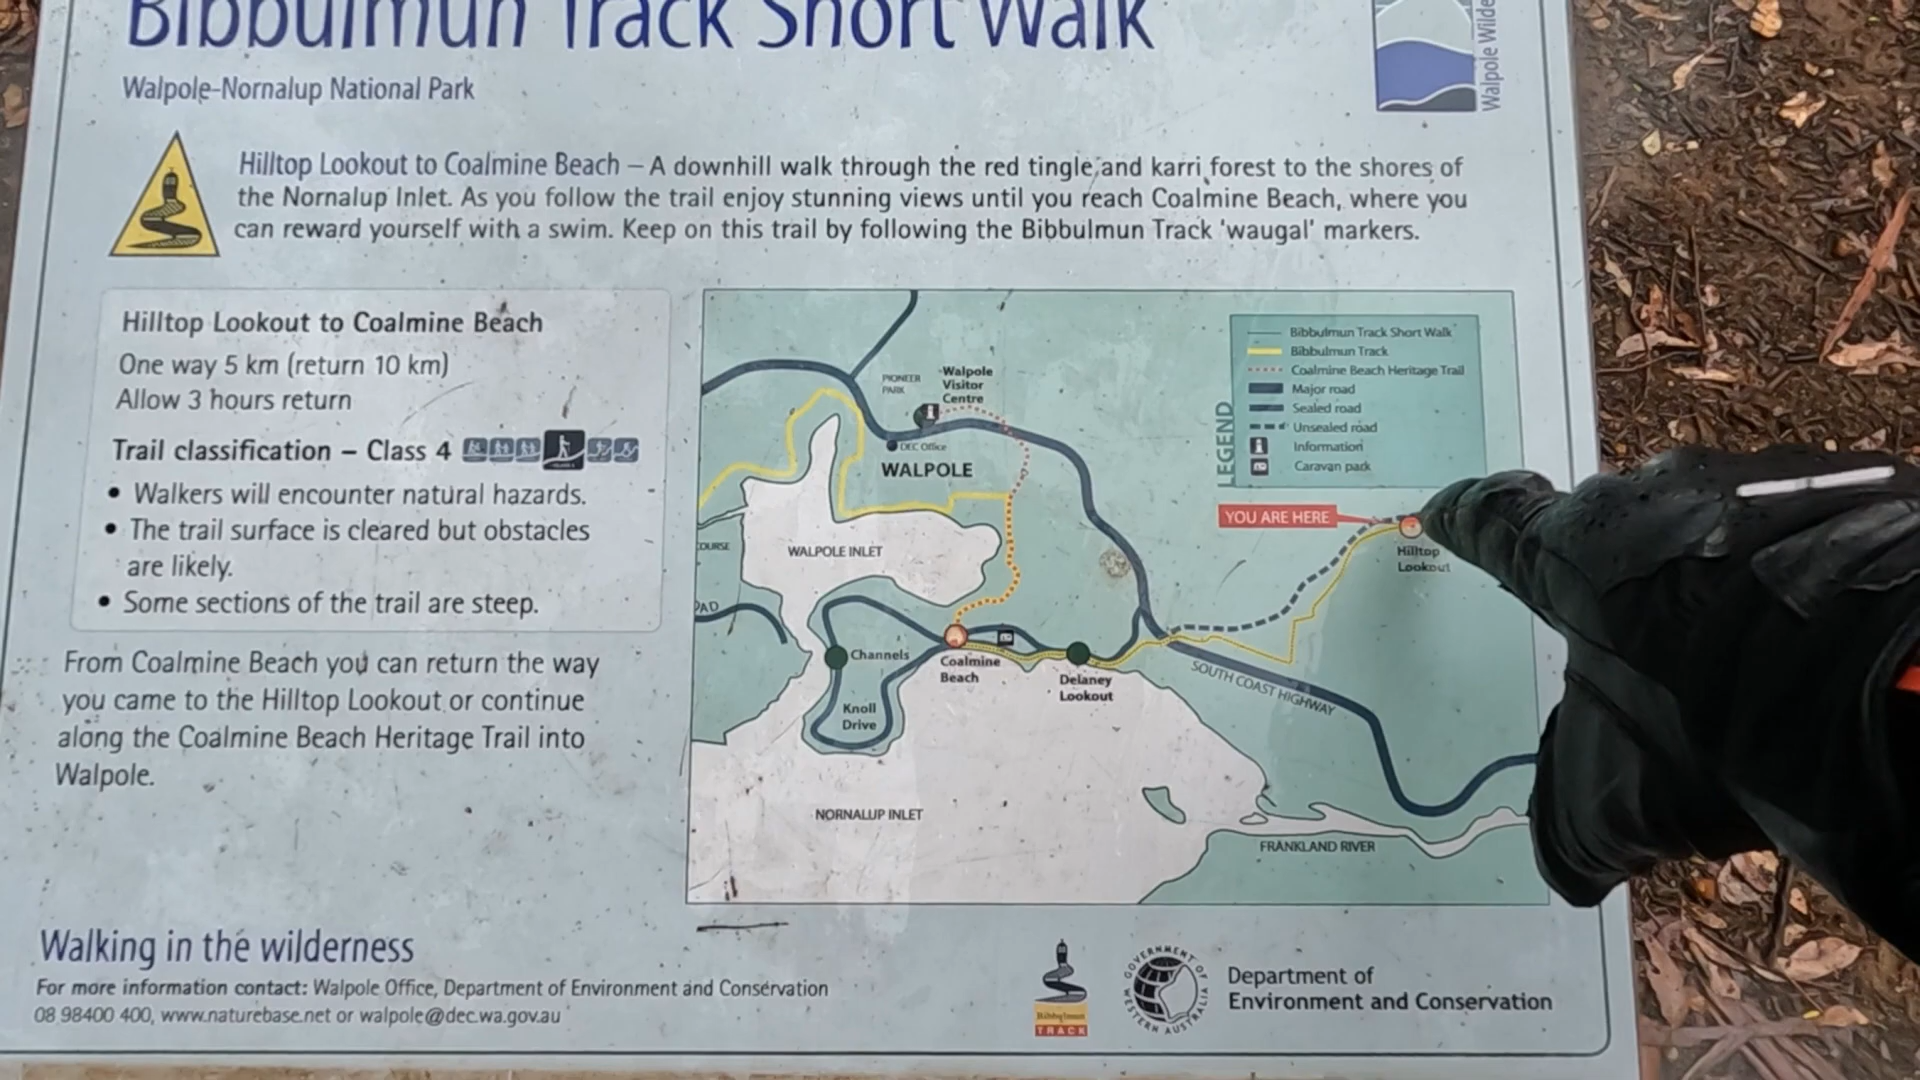 Bibbulmun Track Short Walk
Walpole-Nornalup National Park
Walpole Wilde
Hilltop Lookout to Coalmine Beach – A downhill walk through the red tingle and karri forest to the shores of
the Nornalup Inlet. As you follow the trail enjoy stunning views until you reach Coalmine Beach, where you
can reward yourself with a swim. Keep on this trail by following the Bibbulmun Track 'waugal' markers.
Hilltop Lookout to Coalmine Beach
One way 5 km (return 10 km)
Allow 3 hours return
Trail classification – Class 4
• Walkers will encounter natural hazards.
• The trail surface is cleared but obstacles
are likely.
• Some sections of the trail are steep.
From Coalmine Beach you can return the way
you came to the Hilltop Lookout or continue
along the Coalmine Beach Heritage Trail into
Walpole.
LEGEND
Bibbulmun Track Short Walk
Bibbulmun Track
Coalmine Beach Heritage Trail
Major road
Sealed road
Unsealed road
Information
Caravan park
PIONEER
PARK
Walpole
Visitor
Centre
DEC Office
WALPOLE
YOU ARE HERE
Hilltop
Lookout
OURSE
WALPOLE INLET
OAD
Channels
Coalmine
Beach
Delaney
Lookout
SOUTH COAST HIGHWAY
Knoll
Drive
NORNALUP INLET
FRANKLAND RIVER
Walking in the wilderness
For more information contact: Walpole Office, Department of Environment and Conservation
08 98400 400, www.naturebase.net or walpole@dec.wa.gov.au
Bibbulmun
TRACK
GOVERNMENT OF
WESTERN AUSTRALIA
Department of
Environment and Conservation